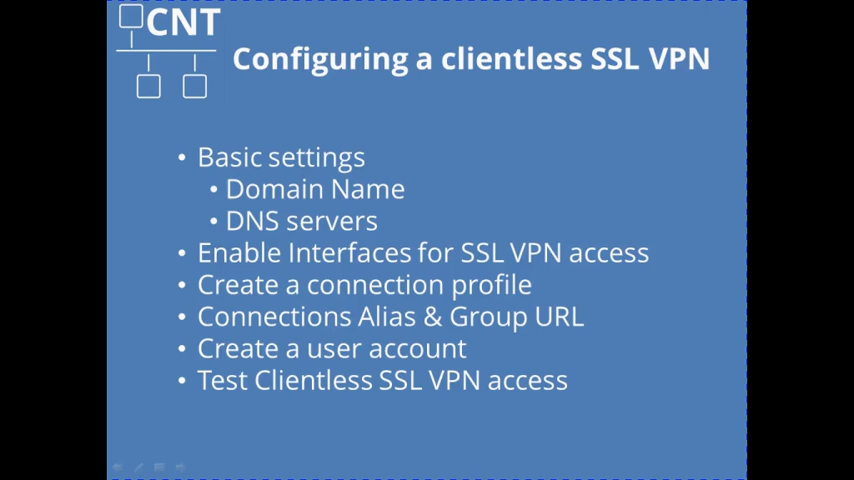 CNT
Configuring a clientless SSL VPN
• Basic settings
• Domain Name
• DNS servers
• Enable Interfaces for SSL VPN access
• Create a connection profile
• Connections Alias & Group URL
• Create a user account
• Test Clientless SSL VPN access